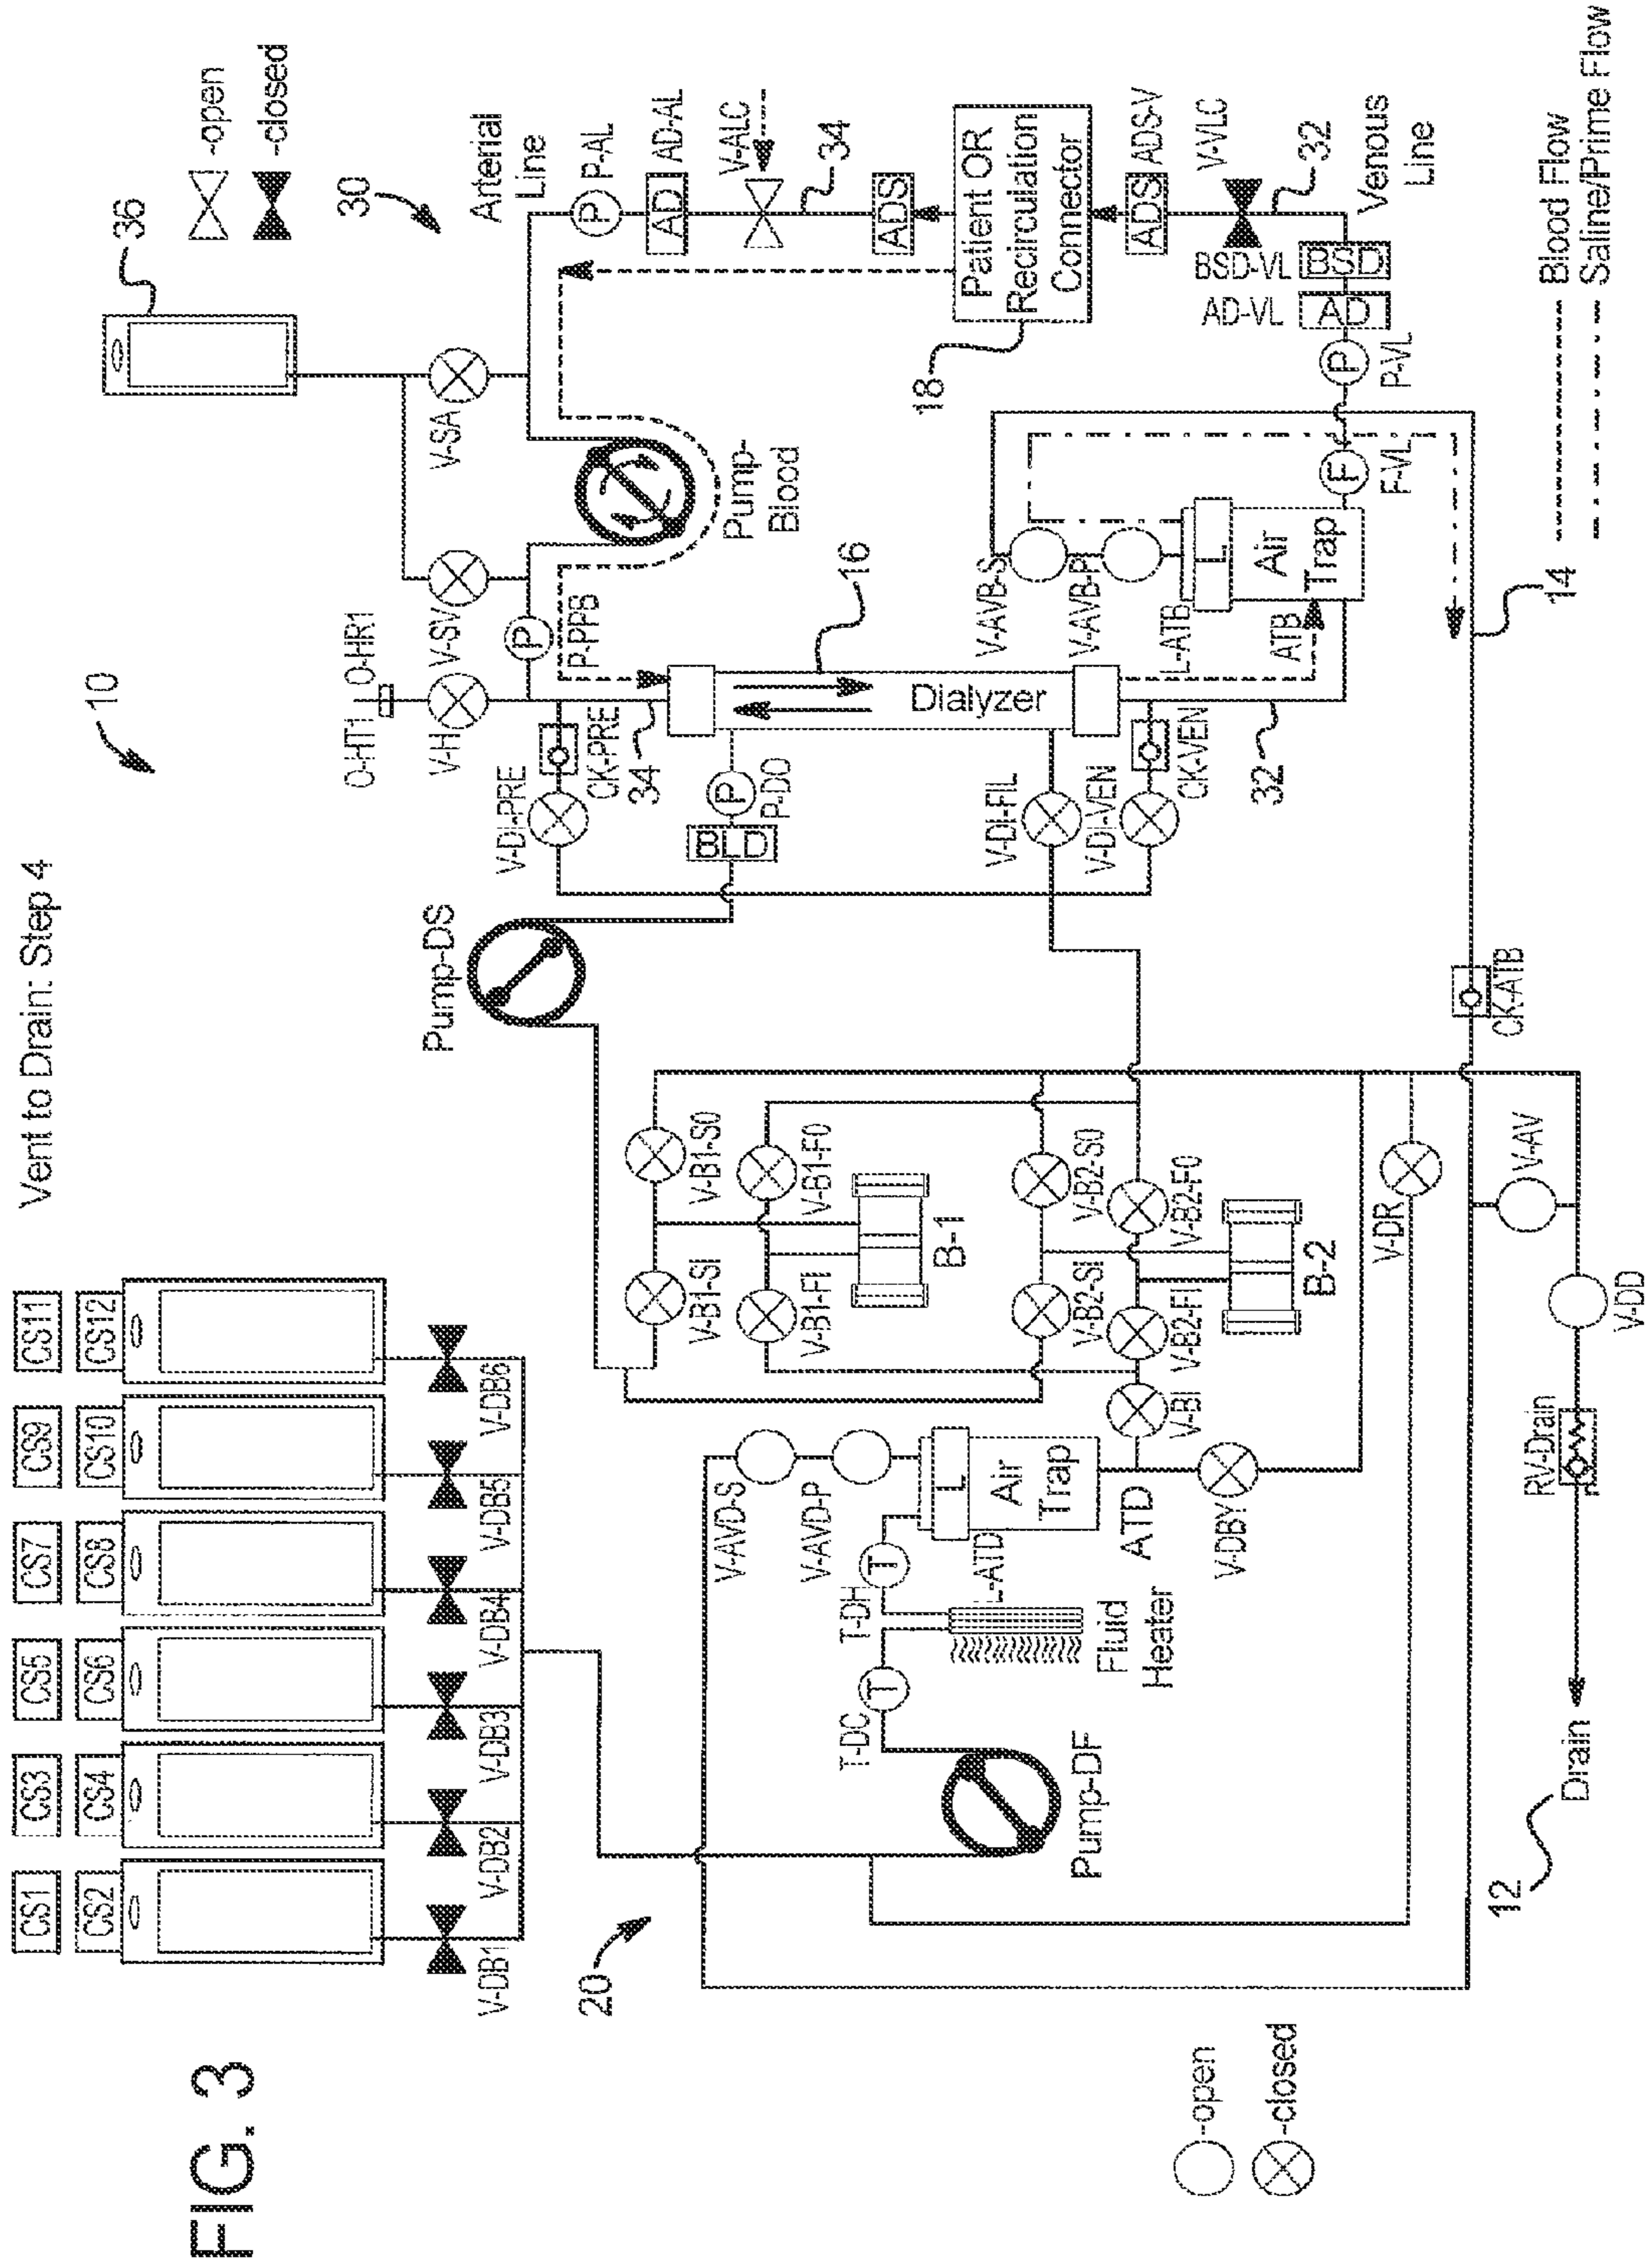 FIG. 3
Vent to Drain: Step 4
10
CS1
CS2
CS3
CS4
CS5
CS6
CS7
CS8
CS9
CS10
CS11
CS12
V-DB1
V-DB2
V-DB3
V-DB4
V-DB5
V-DB6
20
Pump-DF
T-DC
T
T-DH
T
Fluid
Heater
L-ATD
L
Air
Trap
ATD
V-AVD-S
V-AVD-P
V-DBY
V-BI
V-B1-SI
V-B1-SO
V-B1-FI
V-B1-FO
B-1
V-B2-SI
V-B2-SO
V-B2-FI
V-B2-FO
B-2
V-DR
V-AV
V-DD
RV-Drain
Drain
12
CK-ATB
14
Pump-DS
BLD
P
P-DO
V-DI-PRE
CK-PRE
34
V-DI-FIL
V-DI-VEN
CK-VEN
32
Dialyzer
16
O-HT1
O-HR1
V-H
V-SV
V-SA
P
P-PPB
Pump-
Blood
36
30
Arterial
Line
P
P-AL
AD
AD-AL
V-ALC
34
ADS
Patient OR
Recirculation
Connector
18
ADS
ADS-V
V-VLC
32
Venous
Line
BSD-VL
BSD
AD-VL
AD
P
P-VL
F
F-VL
V-AVB-S
V-AVB-P
L-ATB
L
Air
Trap
ATB
-open
-closed
-open
-closed
Blood Flow
Saline/Prime Flow